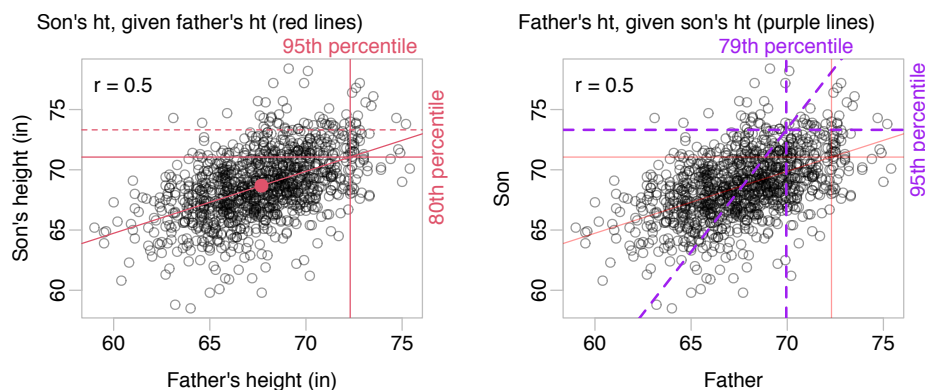 Son's ht, given father's ht (red lines)
95th percentile
r = 0.5
80th percentile
Son's height (in)
75
70
65
60
60
65
70
75
Father's height (in)
Father's ht, given son's ht (purple lines)
79th percentile
r = 0.5
95th percentile
Son
75
70
65
60
60
65
70
75
Father